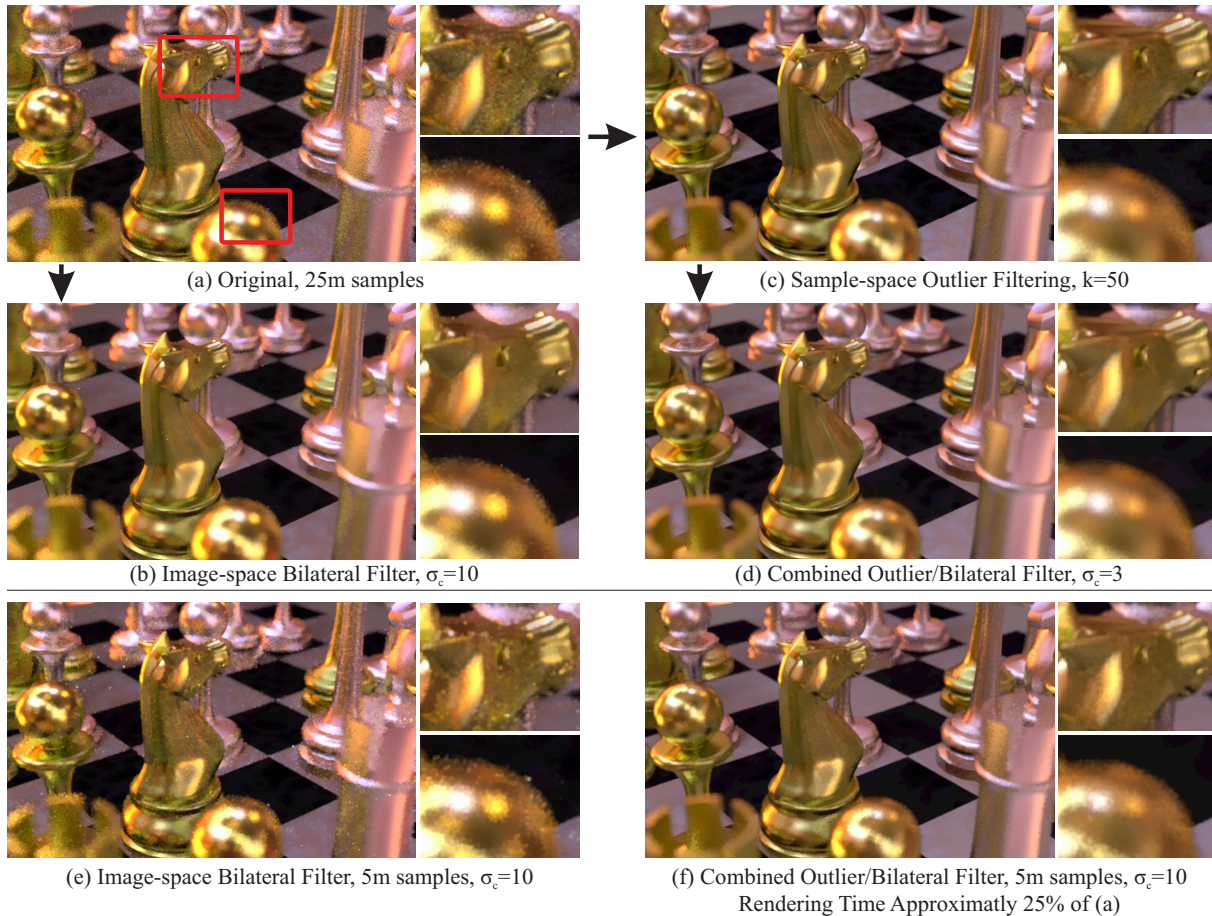 (a) Original, 25m samples
(c) Sample-space Outlier Filtering, k=50
(b) Image-space Bilateral Filter, σc=10
(d) Combined Outlier/Bilateral Filter, σc=3
(e) Image-space Bilateral Filter, 5m samples, σc=10
(f) Combined Outlier/Bilateral Filter, 5m samples, σc=10
Rendering Time Approximatly 25% of (a)